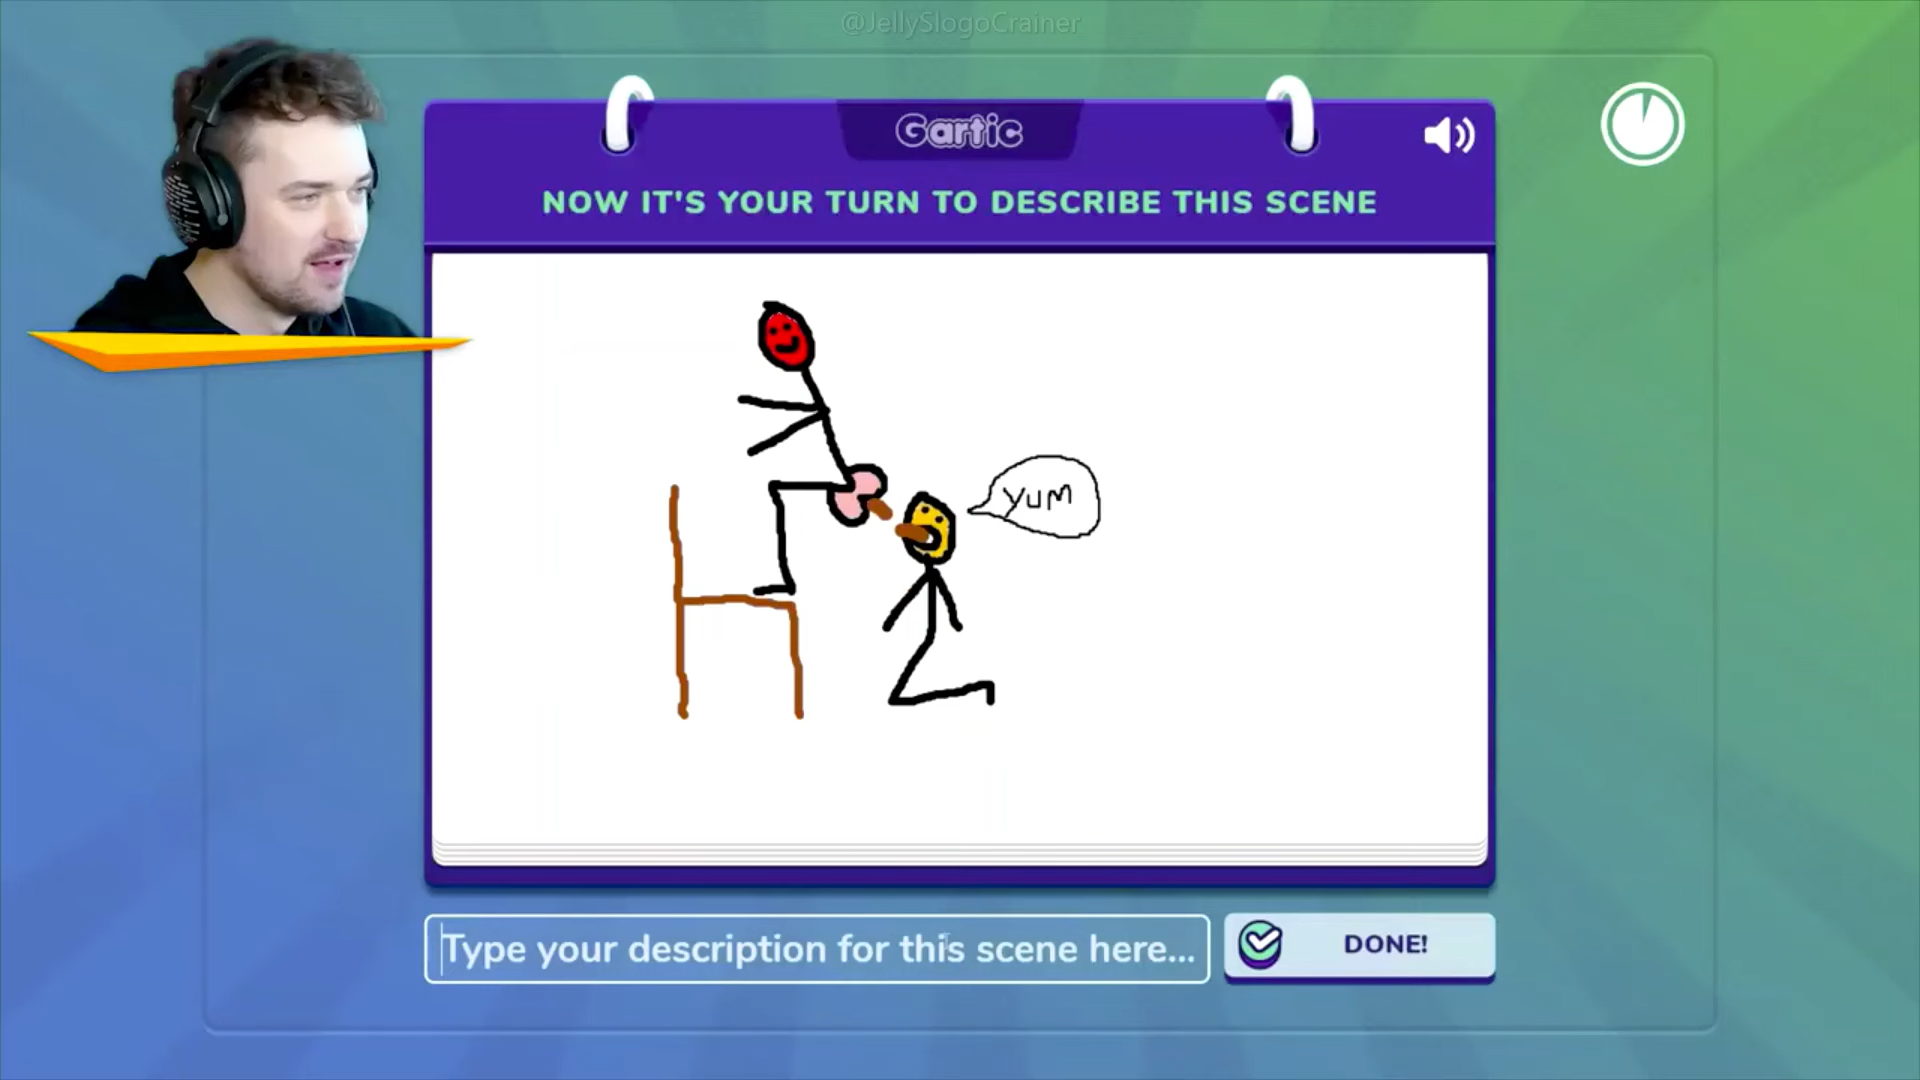 @JellySlogoCrainer
Gartic
NOW IT'S YOUR TURN TO DESCRIBE THIS SCENE
YUM
Type your description for this scene here...
DONE!